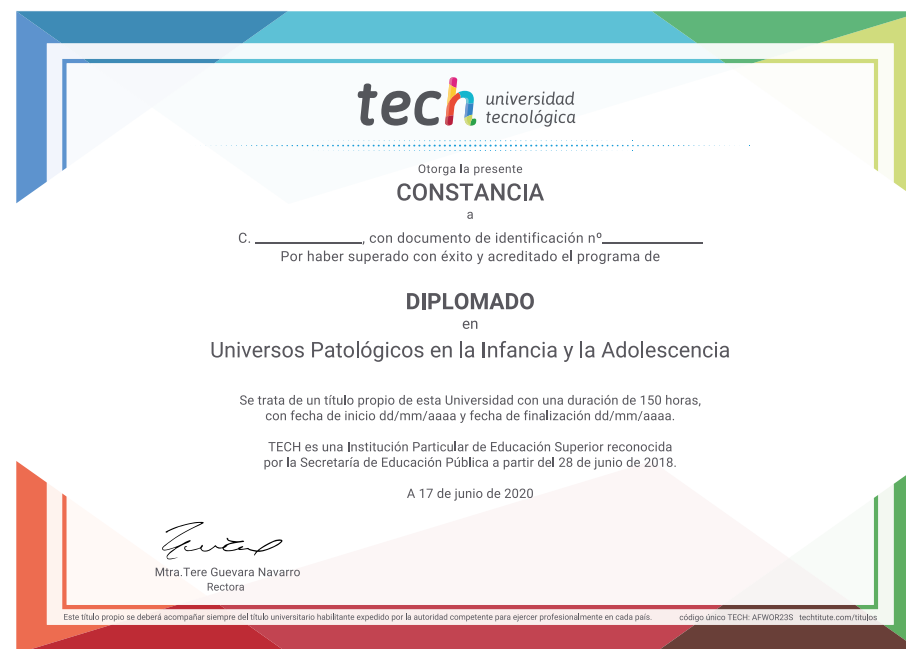 tech universidad
tecnológica
Otorga la presente
CONSTANCIA
a
C. ____________, con documento de identificación nº____________
Por haber superado con éxito y acreditado el programa de
DIPLOMADO
en
Universos Patológicos en la Infancia y la Adolescencia
Se trata de un título propio de esta Universidad con una duración de 150 horas,
con fecha de inicio dd/mm/aaaa y fecha de finalización dd/mm/aaaa.
TECH es una Institución Particular de Educación Superior reconocida
por la Secretaría de Educación Pública a partir del 28 de junio de 2018.
A 17 de junio de 2020
Mtra.Tere Guevara Navarro
Rectora
Este título propio se deberá acompañar siempre del título universitario habilitante expedido por la autoridad competente para ejercer profesionalmente en cada país. código único TECH: AFWOR23S techtitute.com/titulos